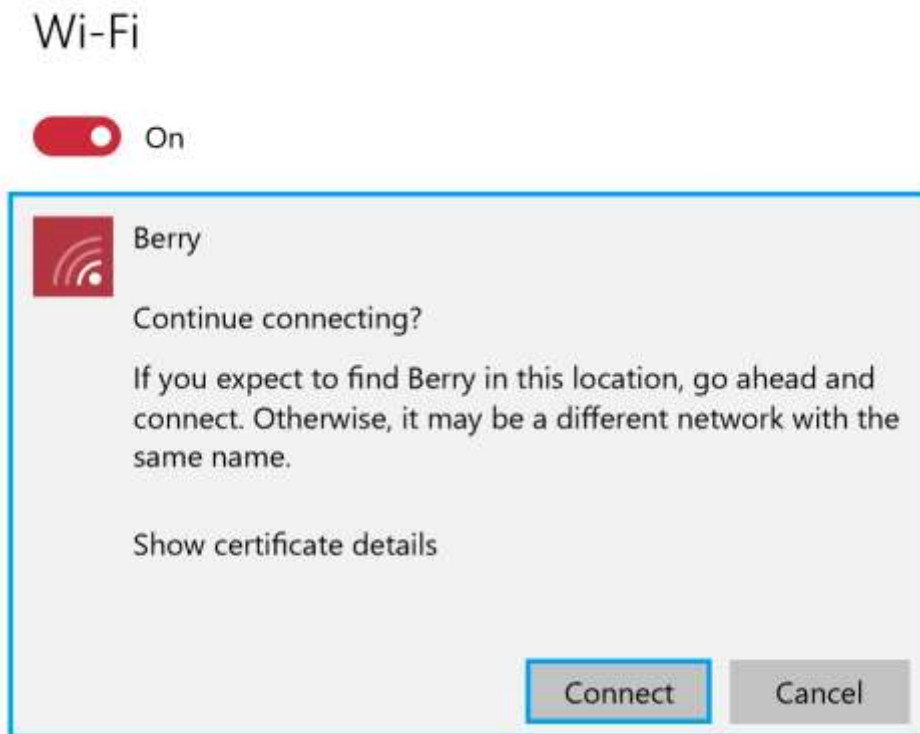 Wi-Fi
On
Berry
Continue connecting?
If you expect to find Berry in this location, go ahead and
connect. Otherwise, it may be a different network with the
same name.
Show certificate details
Connect
Cancel